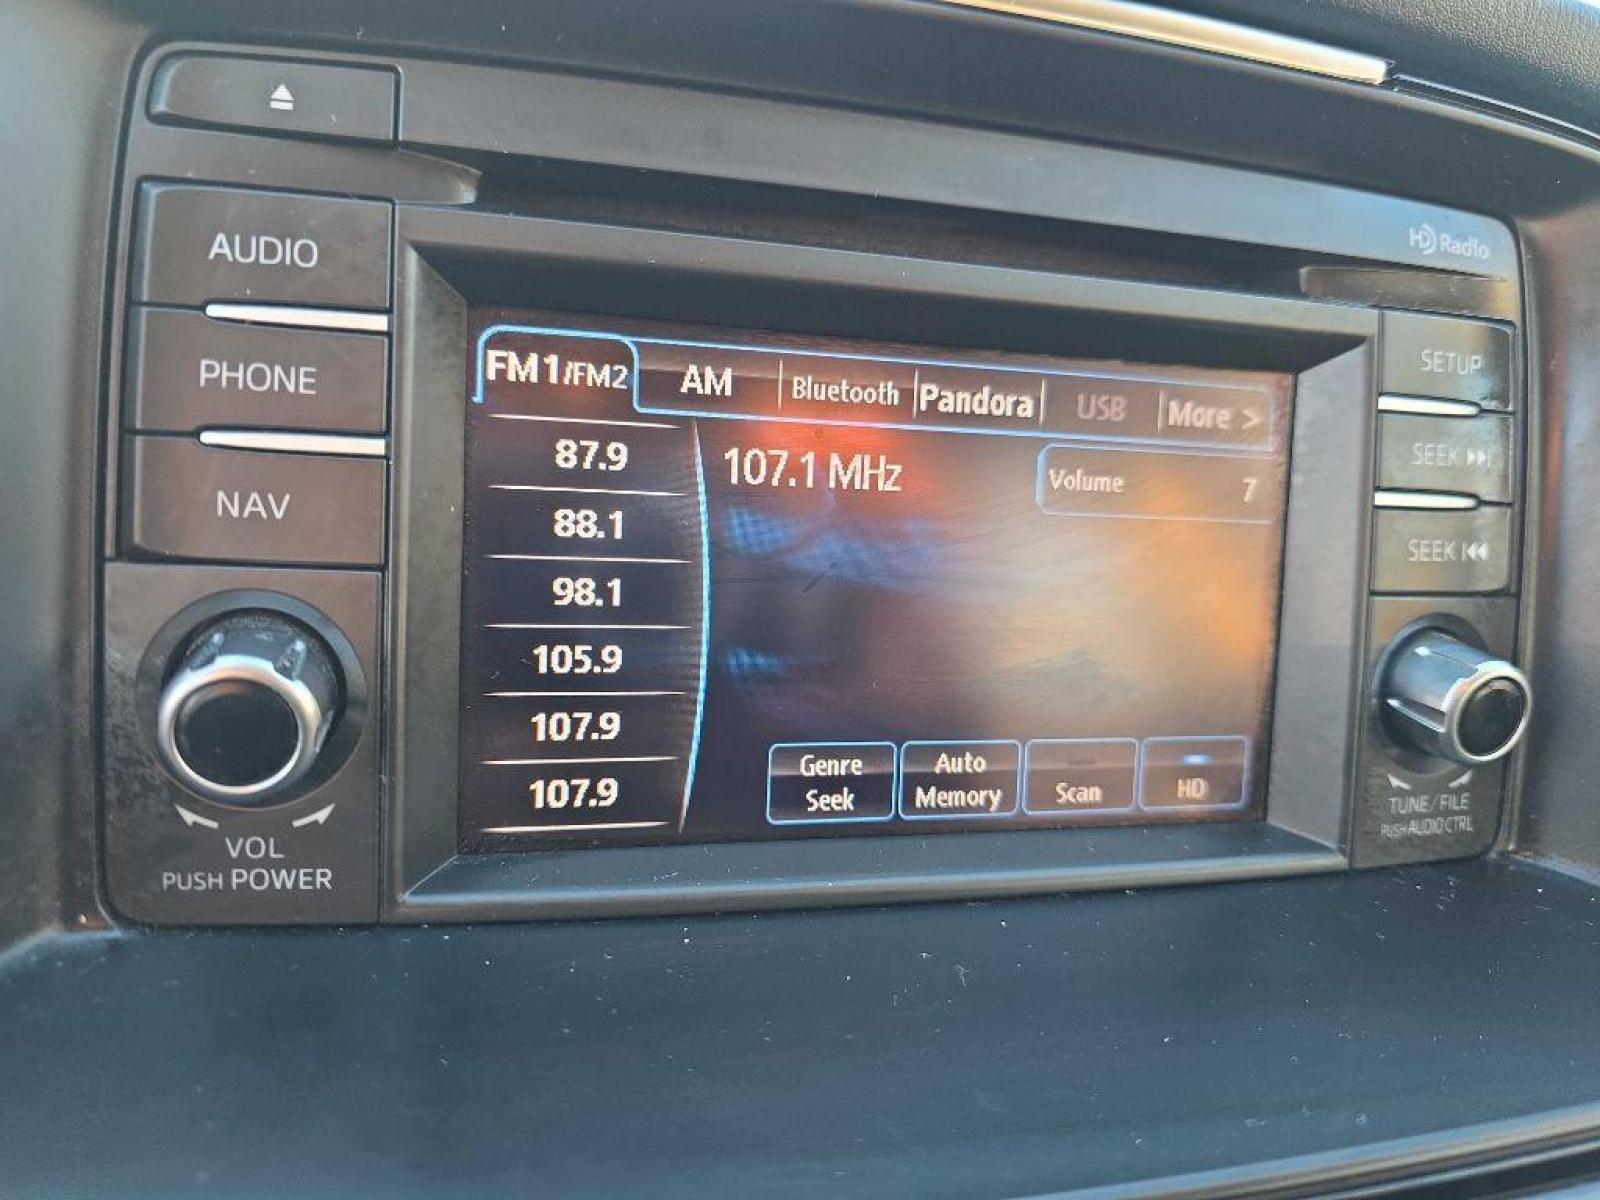 AUDIO
PHONE
NAV
VOL
PUSH POWER
HD Radio
FM1/FM2 AM Bluetooth Pandora USB More >
87.9
88.1
98.1
105.9
107.9
107.9
107.1 MHz
Volume 7
Genre
Seek
Auto
Memory
Scan
HD
SETUP
SEEK
SEEK
TUNE/FILE
PUSH AUDIO CTRL